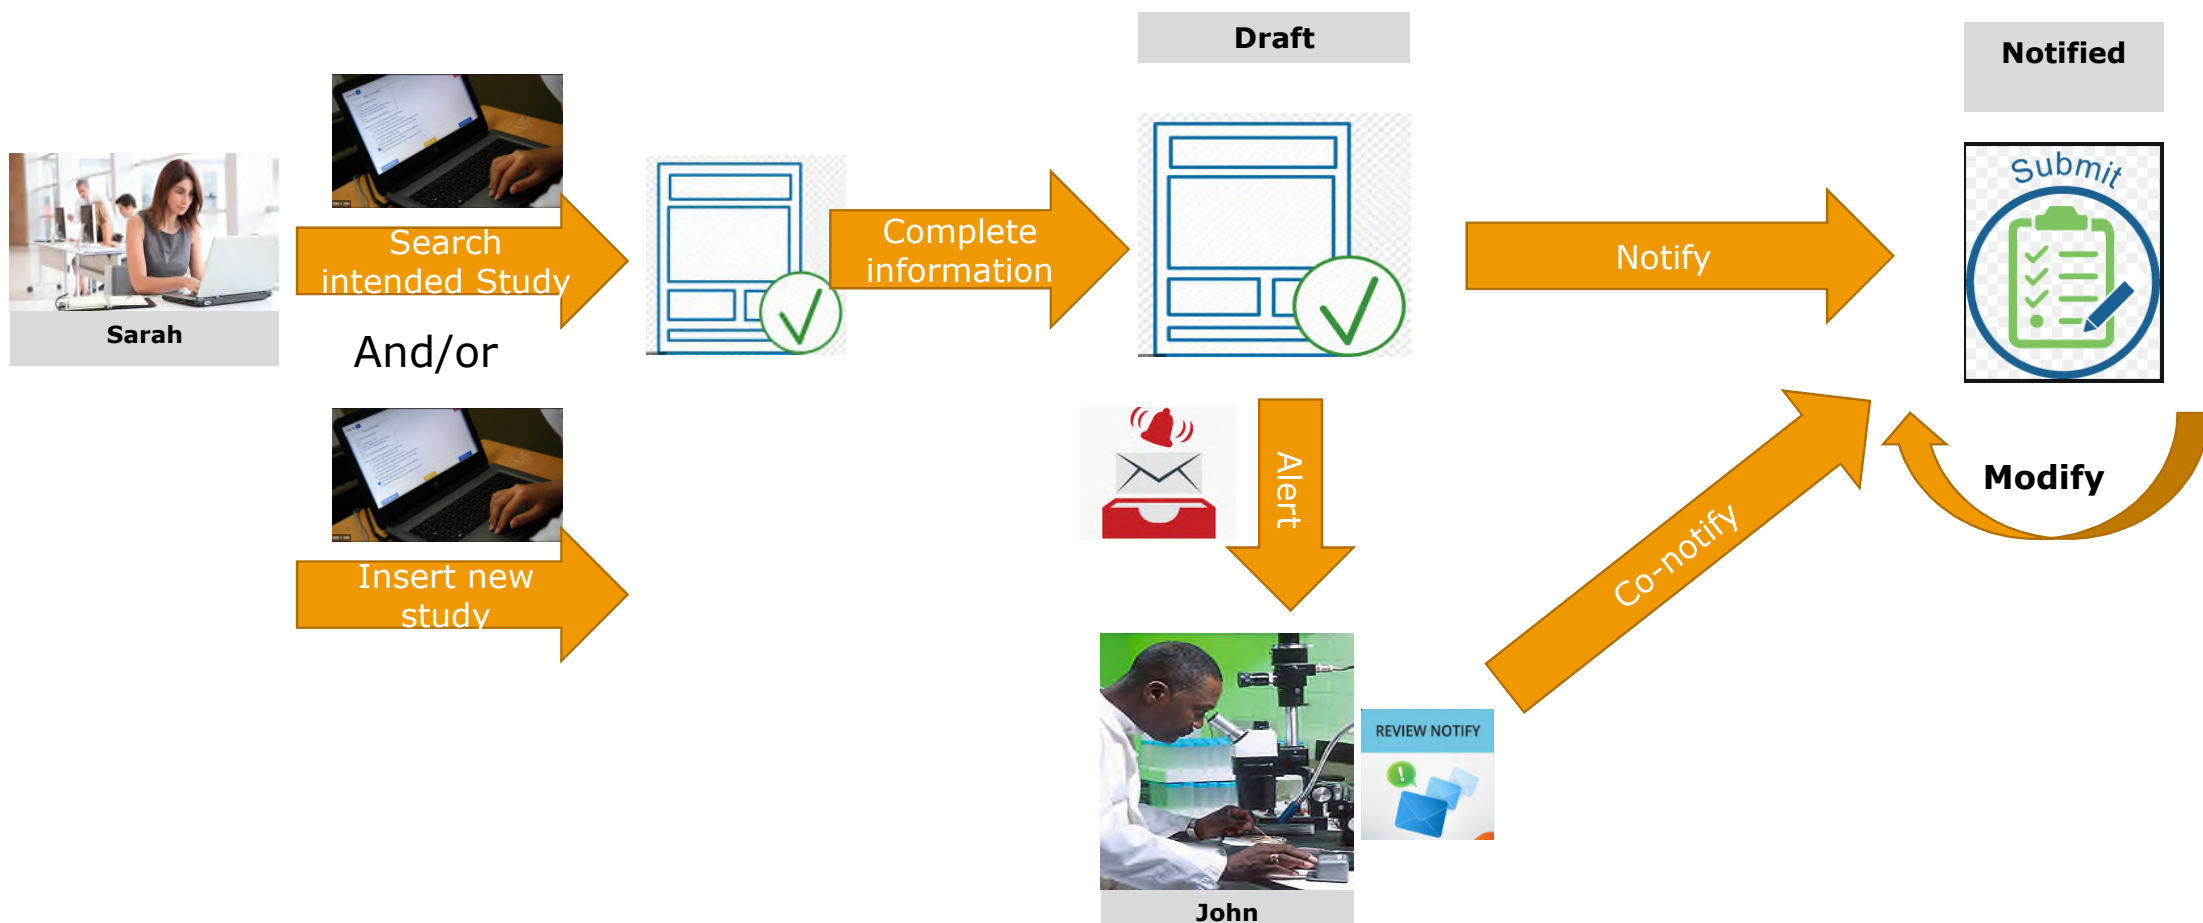 Draft
Notified
Submit
Search
intended Study
Complete
information
Notify
Sarah
And/or
Alert
Modify
Insert new
study
Co-notify
REVIEW NOTIFY
John